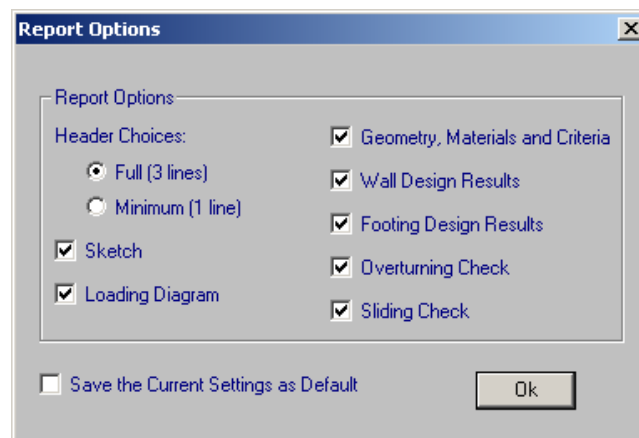 Report Options
Report Options
Header Choices:
Full (3 lines)
Minimum (1 line)
Sketch
Loading Diagram
Geometry, Materials and Criteria
Wall Design Results
Footing Design Results
Overturning Check
Sliding Check
Save the Current Settings as Default
Ok